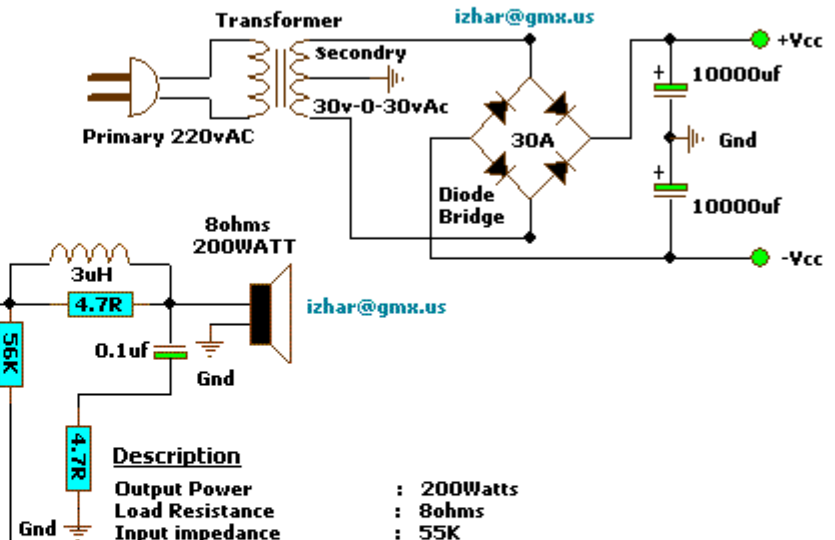 izhar@gmx.us
Transformer
Secondry
30v-0-30vAc
Primary 220vAC
+Vcc
+ 10000uf
30A
Gnd
Diode
Bridge
+
10000uf
-Vcc
8ohms
200WATT
3uH
4.7R
izhar@gmx.us
56K
0.1uf
Gnd
4.7R
Description
Output Power : 200Watts
Load Resistance : 8ohms
Gnd
Input impedance : 55K